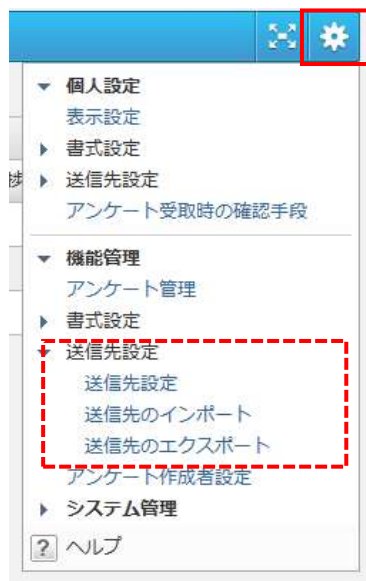 個人設定
表示設定
書式設定
送信先設定
アンケート受取時の確認手段
機能管理
アンケート管理
書式設定
送信先設定
送信先設定
送信先のインポート
送信先のエクスポート
アンケート作成者設定
システム管理
? ヘルプ